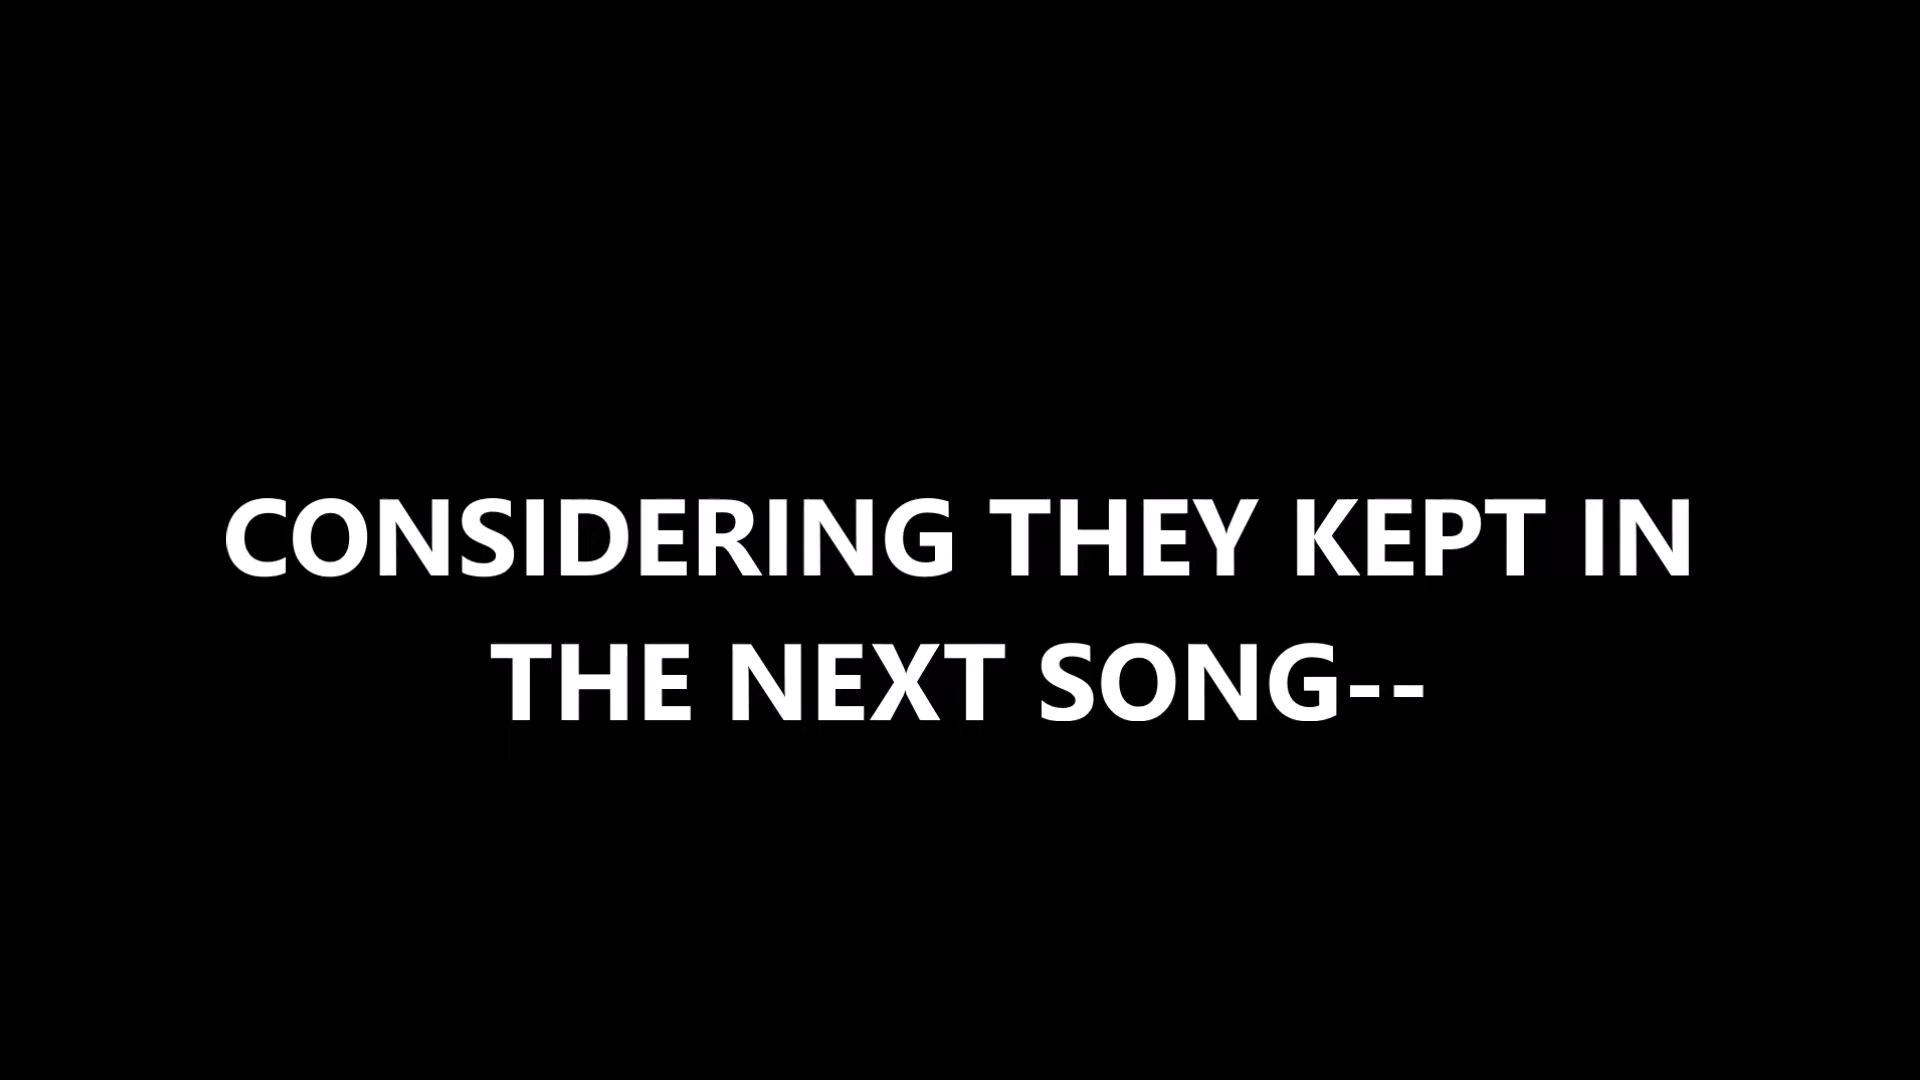 CONSIDERING THEY KEPT IN
THE NEXT SONG--